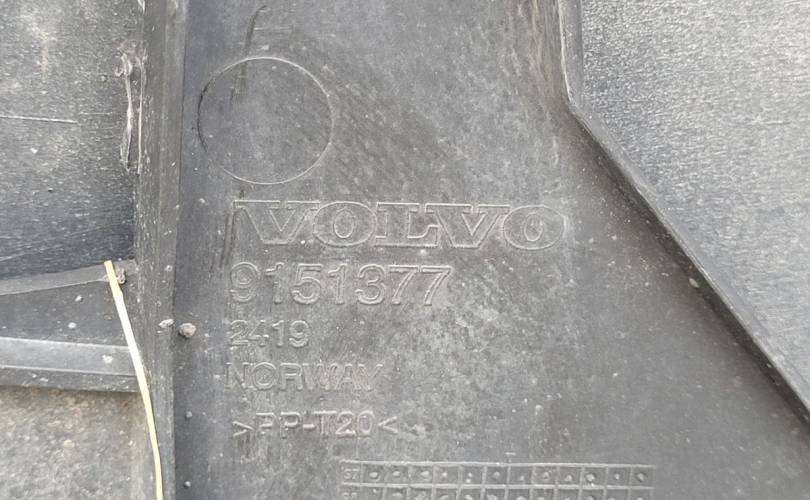 VOLVO
9151377
2419
NORWAY
>PP-T20<